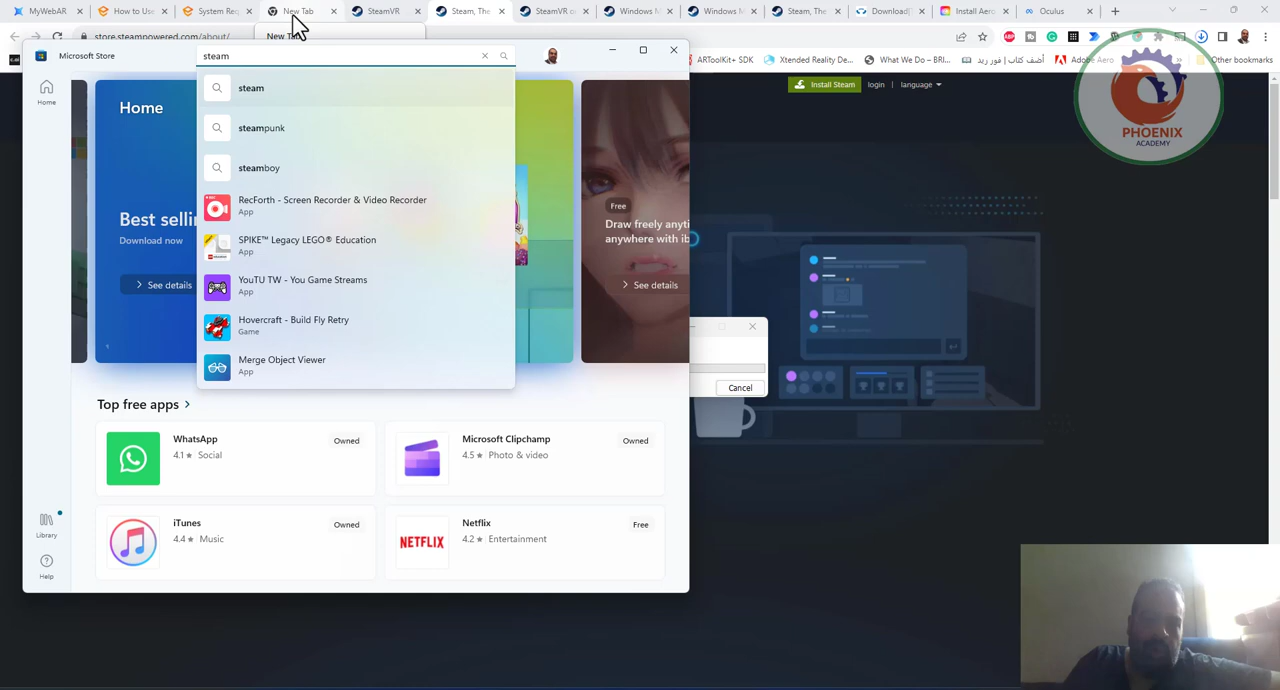 MyWebAR
How to Use
System Req
New Tab
SteamVR
Steam, The
SteamVR o
Windows M
Windows M
Steam, The
Download
Install Aero
Oculus
store.steampowered.com/about/
New Tab
ARToolKit+ SDK
Xtended Reality De...
What We Do – BRI...
أضف كتاب | فور ريد
Adobe Aero
Other bookmarks
Microsoft Store
steam
Install Steam
login
language
PHOENIX
ACADEMY
Home
Library
Help
Home
Best selli
Download now
See details
steam
steampunk
steamboy
RecForth - Screen Recorder & Video Recorder
App
SPIKE™ Legacy LEGO® Education
App
YouTU TW - You Game Streams
App
Hovercraft - Build Fly Retry
Game
Merge Object Viewer
App
Free
Draw freely anyti
anywhere with ib
See details
Cancel
Top free apps
WhatsApp
4.1 ★ Social
Owned
Microsoft Clipchamp
4.5 ★ Photo & video
Owned
iTunes
4.4 ★ Music
Owned
Netflix
4.2 ★ Entertainment
Free
NETFLIX